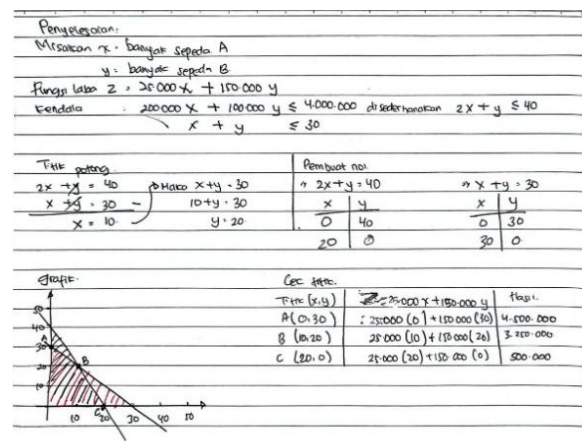 Penyelesaian:
Misalkan x = banyak sepeda A
y = banyak sepeda B
Fungsi laba Z = 25.000 x + 150.000 y
Kendala 200.000 x + 100.000 y ≤ 4.000.000 disederhanakan 2x + y ≤ 40
x + y ≤ 30
Titik potong
2x + y = 40
x + y = 30 -
x = 10
Maka x+y = 30
10+y = 30
y = 20
Pembuat nol
2x+y = 40
x y
0 40
20 0
x + y = 30
x y
0 30
30 0
Grafik
50
40
30
20
10
A
B
C
10 20 30 40 50
Cec titik
Titik (x,y) Z = 25.000 x + 150.000 y Hasil
A (0,30) : 25.000 (0) + 150.000 (30) 4.500.000
B (10,20) 25.000 (10) + 150.000 (20) 3.250.000
C (20,0) 25.000 (20) + 150.000 (0) 500.000